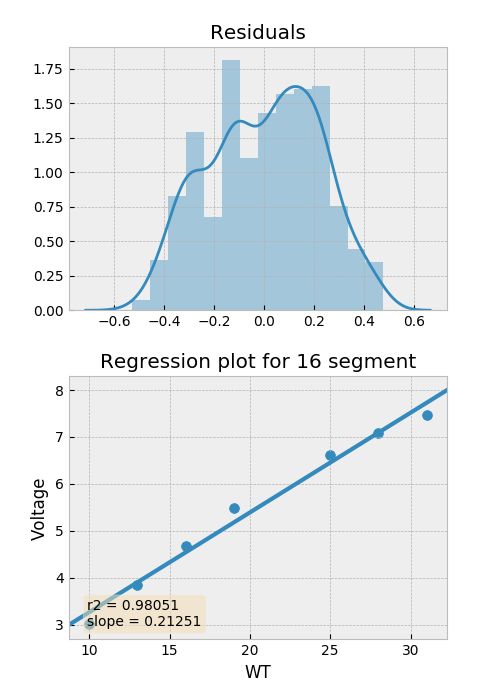 Residuals
1.75
1.50
1.25
1.00
0.75
0.50
0.25
0.00
−0.6 −0.4 −0.2 0.0 0.2 0.4 0.6
Regression plot for 16 segment
8
7
6
5
4
3
Voltage
r2 = 0.98051
slope = 0.21251
10 15 20 25 30
WT